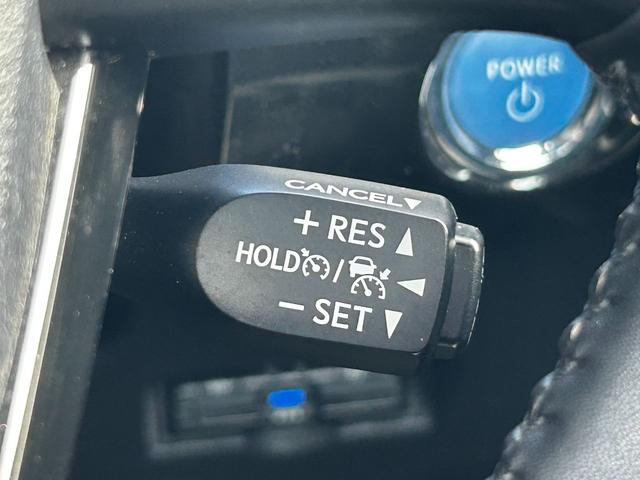 POWER
CANCEL▼
+ RES ▲
HOLD / ◀
− SET ▼